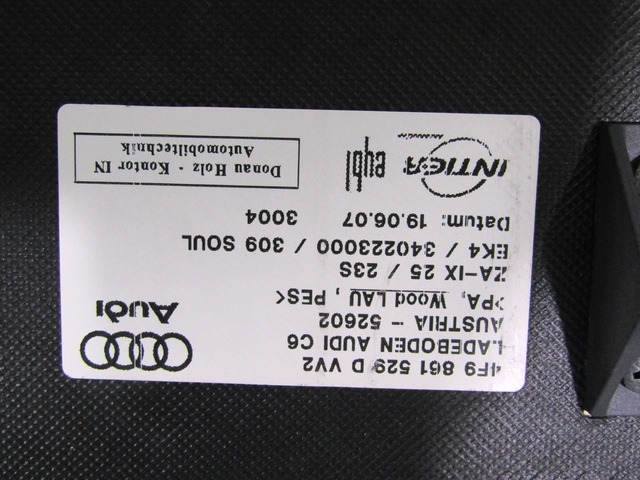 4F9 861 529 D VV2
LADEBODEN AUDI C6
AUSTRIA - 52602
>PA, Wood LAU , PES<
ZA-IX 25 / 23S
EK4 / 340223000 / 309 SOUL
Datum: 19.06.07 3004
Audi
INTIER
eybl
Donau Holz - Kontor IN
Automobiltechnik